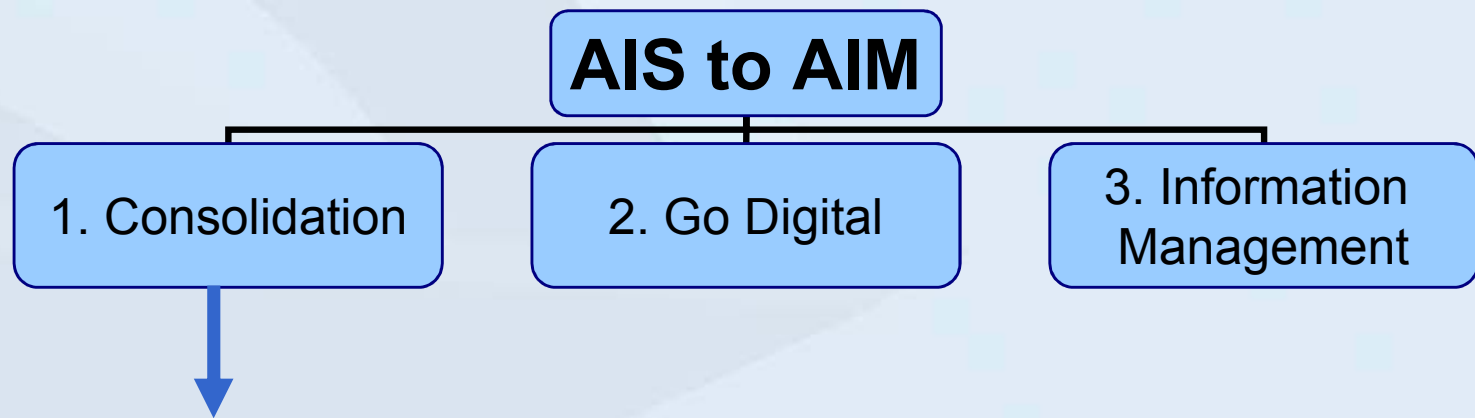 AIS to AIM
1. Consolidation
2. Go Digital
3. Information
Management